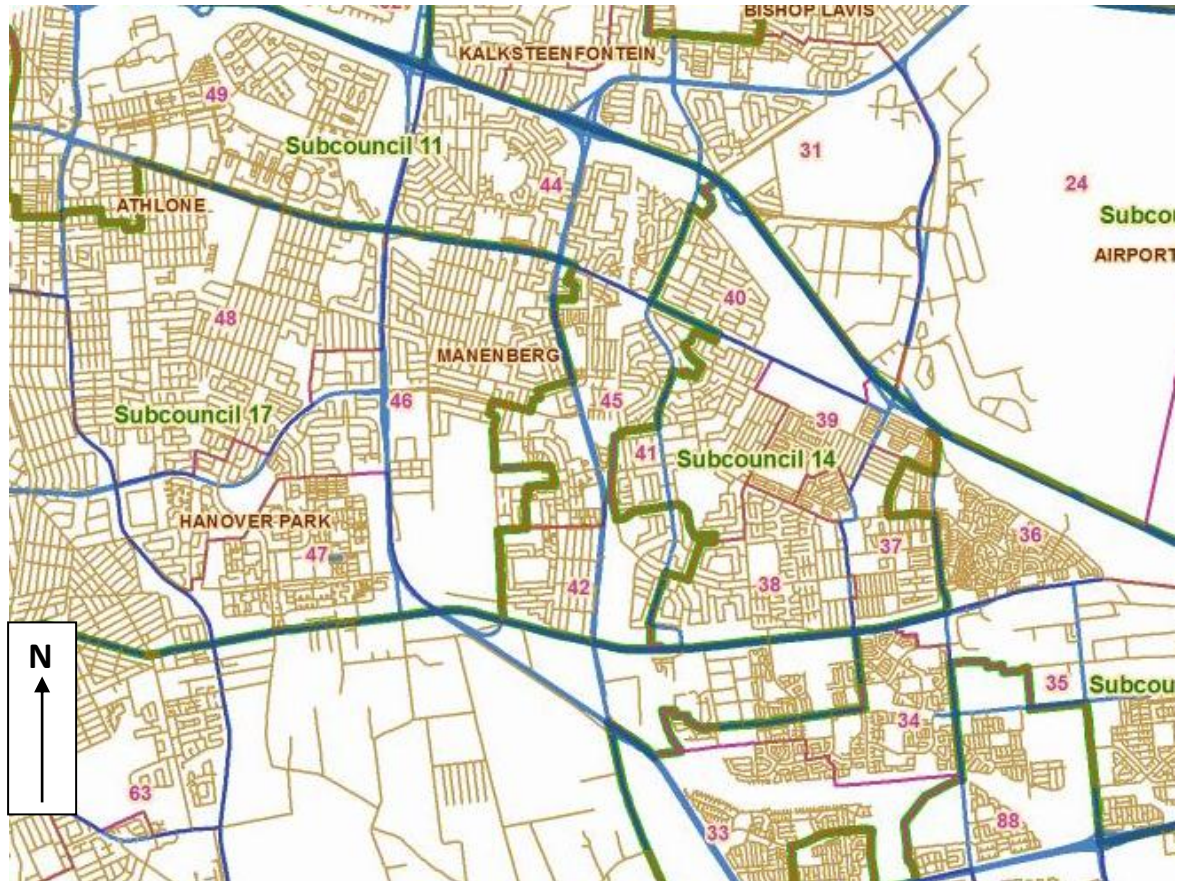 BISHOP LAVIS
KALKSTEENFONTEIN
49
Subcouncil 11
31
44
24
ATHLONE
Subcou
AIRPORT
40
48
MANENBERG
46
45
39
Subcouncil 17
41
Subcouncil 14
HANOVER PARK
47
37
36
42
38
N
35
Subcou
34
63
33
88